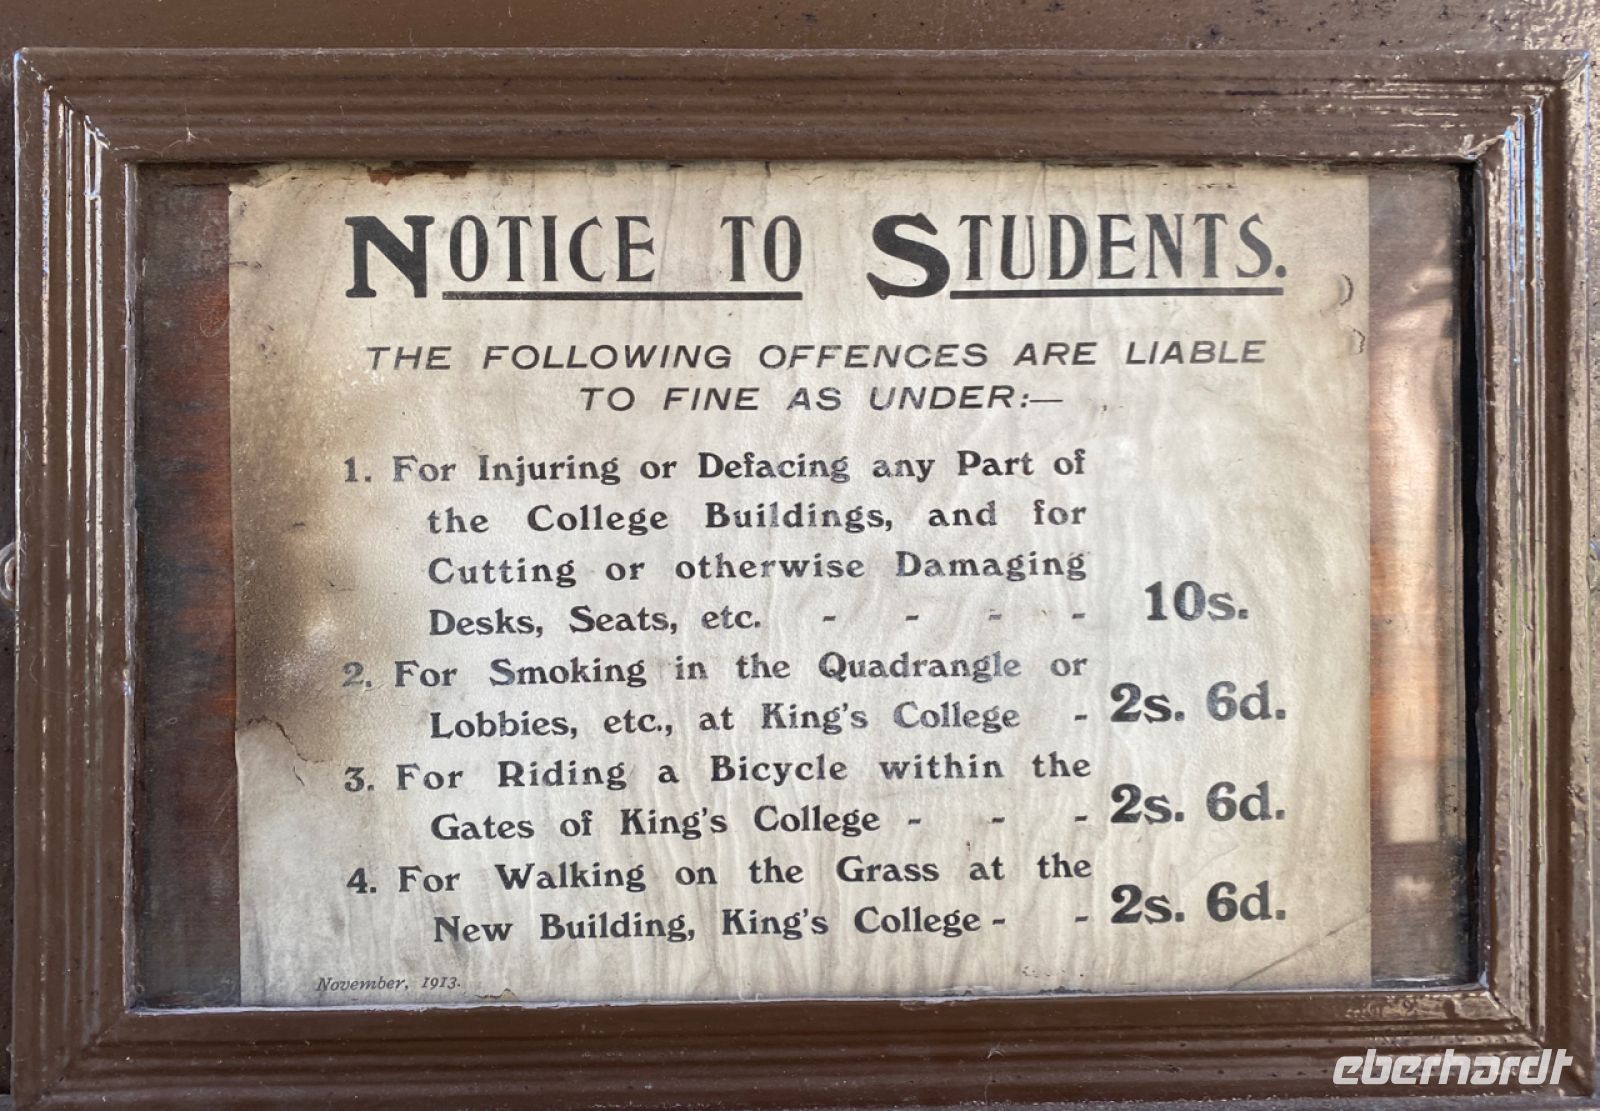 NOTICE TO STUDENTS.
THE FOLLOWING OFFENCES ARE LIABLE
TO FINE AS UNDER:—
1. For Injuring or Defacing any Part of
the College Buildings, and for
Cutting or otherwise Damaging
Desks, Seats, etc. - - - - 10s.
2. For Smoking in the Quadrangle or
Lobbies, etc., at King's College - 2s. 6d.
3. For Riding a Bicycle within the
Gates of King's College - - - 2s. 6d.
4. For Walking on the Grass at the
New Building, King's College - - 2s. 6d.
November, 1913.
eberhardt